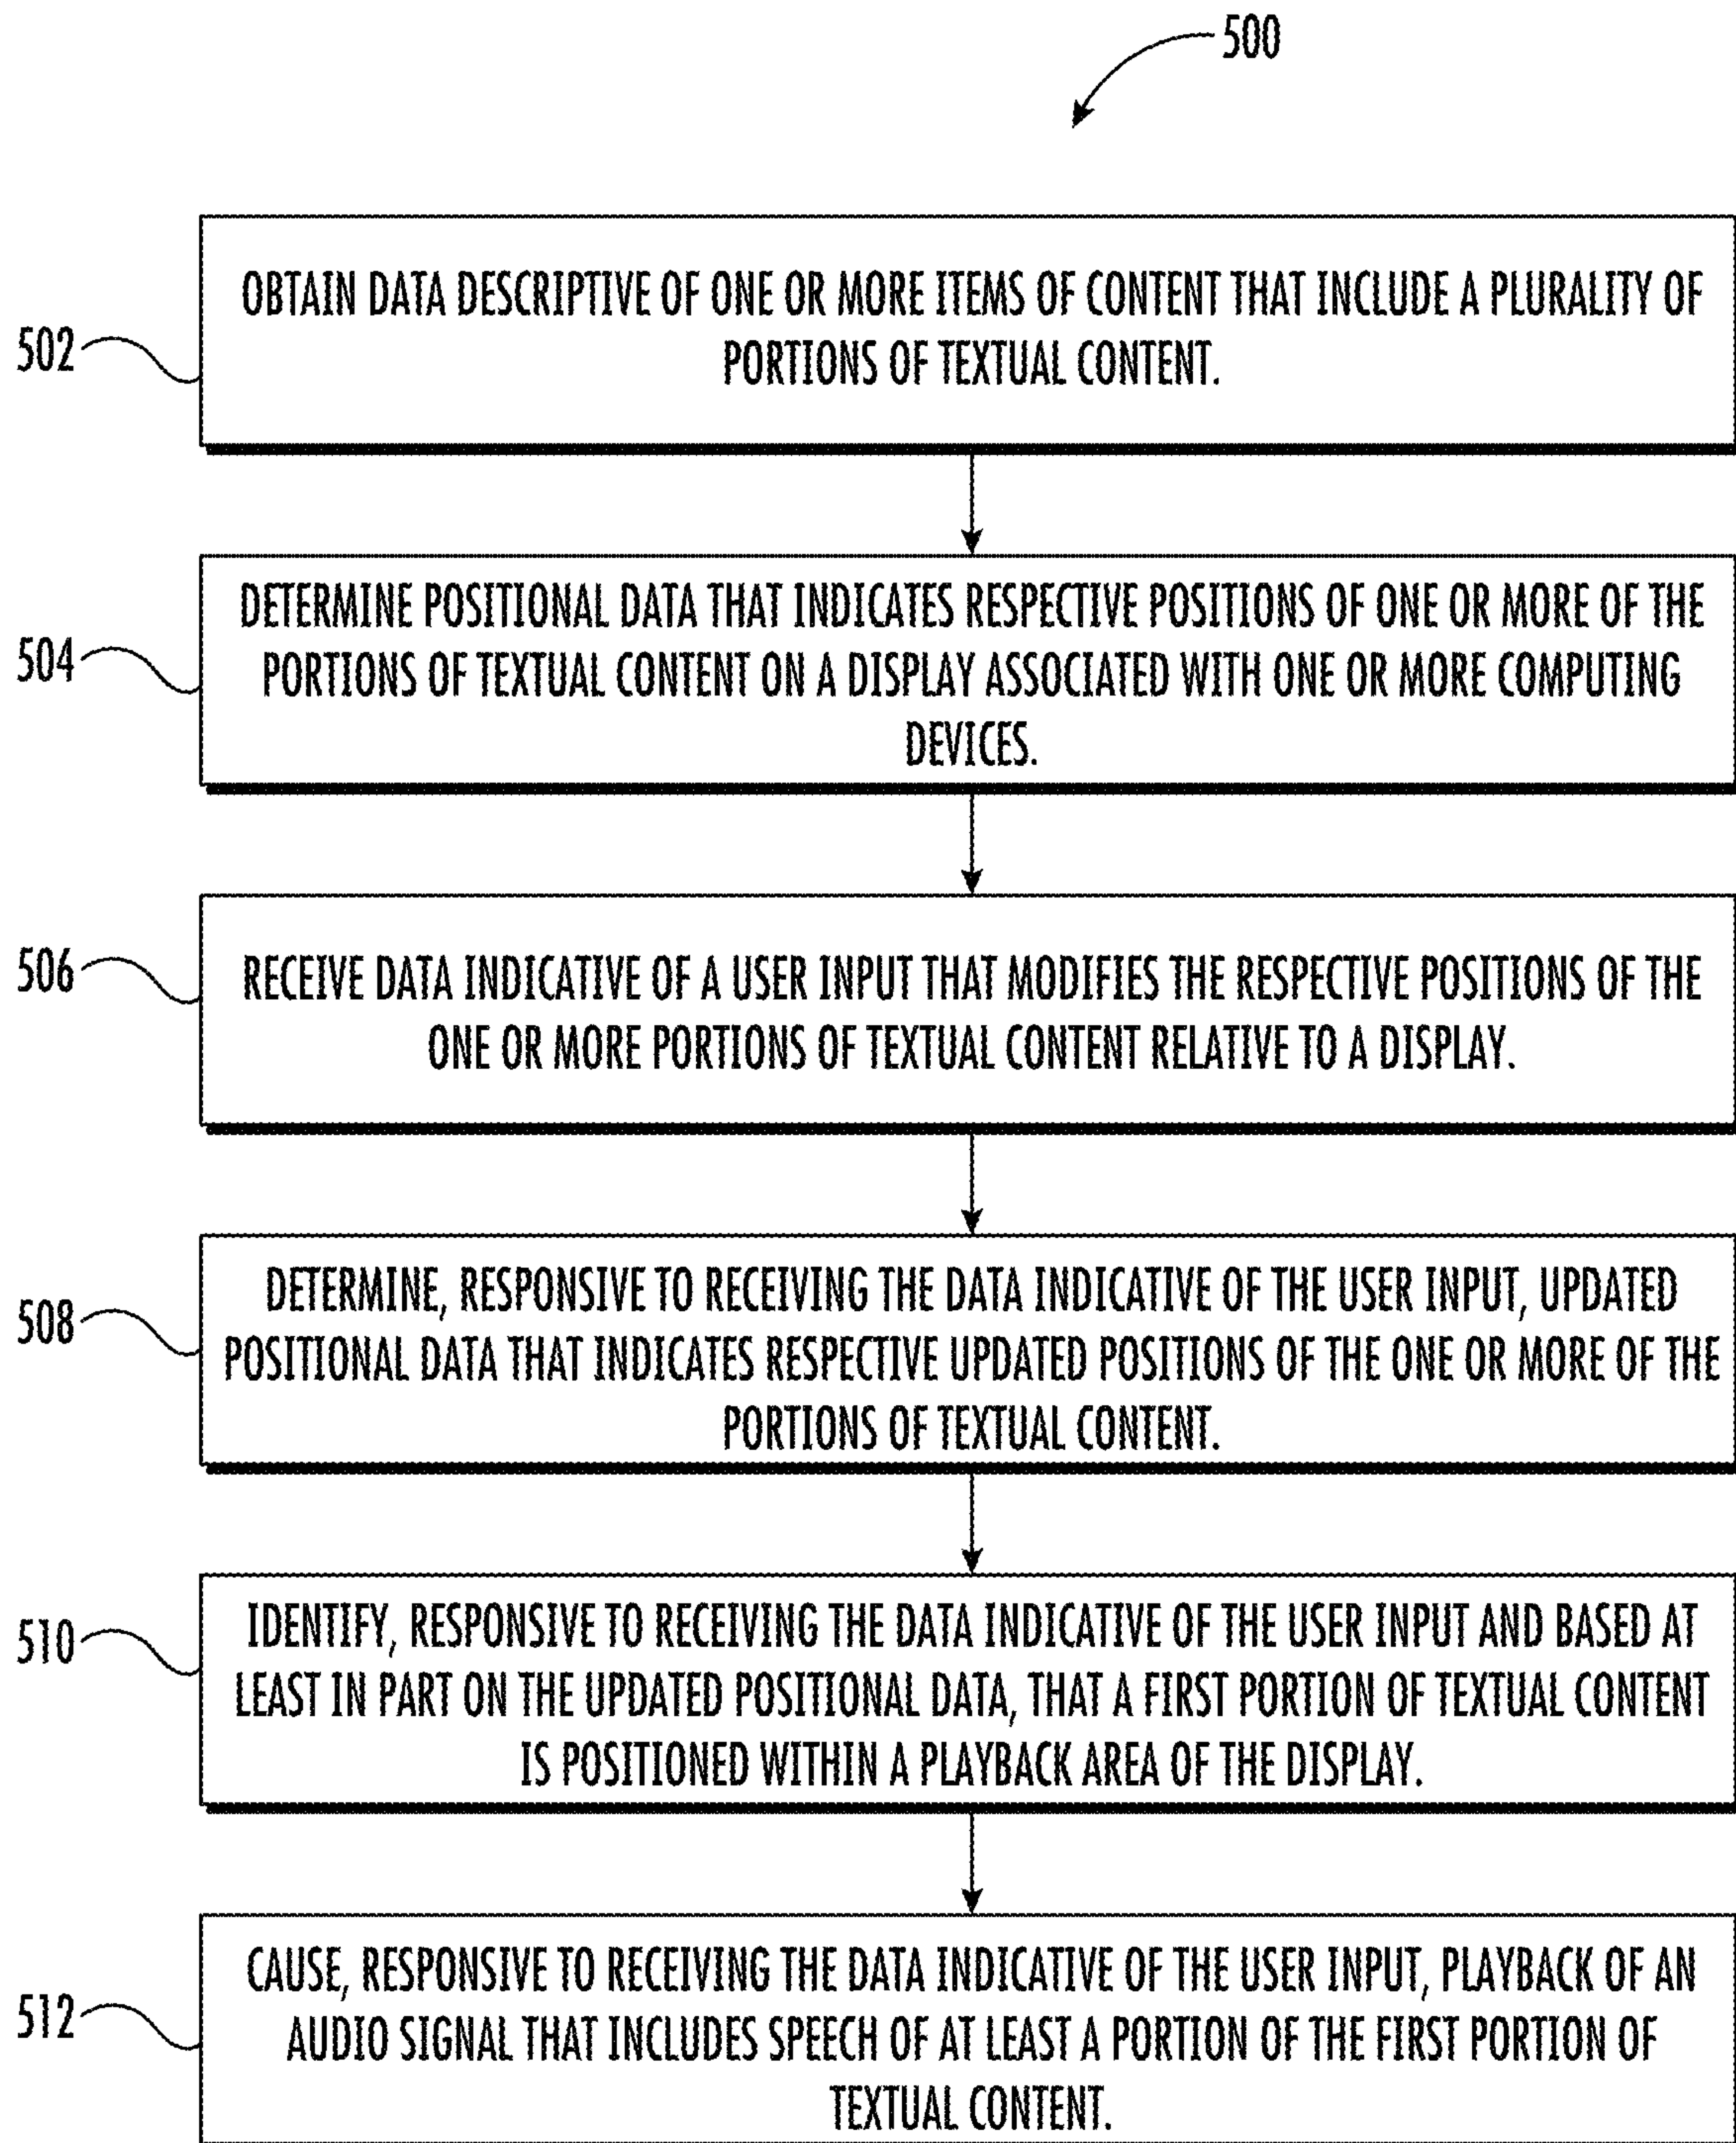 500
502
OBTAIN DATA DESCRIPTIVE OF ONE OR MORE ITEMS OF CONTENT THAT INCLUDE A PLURALITY OF
PORTIONS OF TEXTUAL CONTENT.
504
DETERMINE POSITIONAL DATA THAT INDICATES RESPECTIVE POSITIONS OF ONE OR MORE OF THE
PORTIONS OF TEXTUAL CONTENT ON A DISPLAY ASSOCIATED WITH ONE OR MORE COMPUTING
DEVICES.
506
RECEIVE DATA INDICATIVE OF A USER INPUT THAT MODIFIES THE RESPECTIVE POSITIONS OF THE
ONE OR MORE PORTIONS OF TEXTUAL CONTENT RELATIVE TO A DISPLAY.
508
DETERMINE, RESPONSIVE TO RECEIVING THE DATA INDICATIVE OF THE USER INPUT, UPDATED
POSITIONAL DATA THAT INDICATES RESPECTIVE UPDATED POSITIONS OF THE ONE OR MORE OF THE
PORTIONS OF TEXTUAL CONTENT.
510
IDENTIFY, RESPONSIVE TO RECEIVING THE DATA INDICATIVE OF THE USER INPUT AND BASED AT
LEAST IN PART ON THE UPDATED POSITIONAL DATA, THAT A FIRST PORTION OF TEXTUAL CONTENT
IS POSITIONED WITHIN A PLAYBACK AREA OF THE DISPLAY.
512
CAUSE, RESPONSIVE TO RECEIVING THE DATA INDICATIVE OF THE USER INPUT, PLAYBACK OF AN
AUDIO SIGNAL THAT INCLUDES SPEECH OF AT LEAST A PORTION OF THE FIRST PORTION OF
TEXTUAL CONTENT.